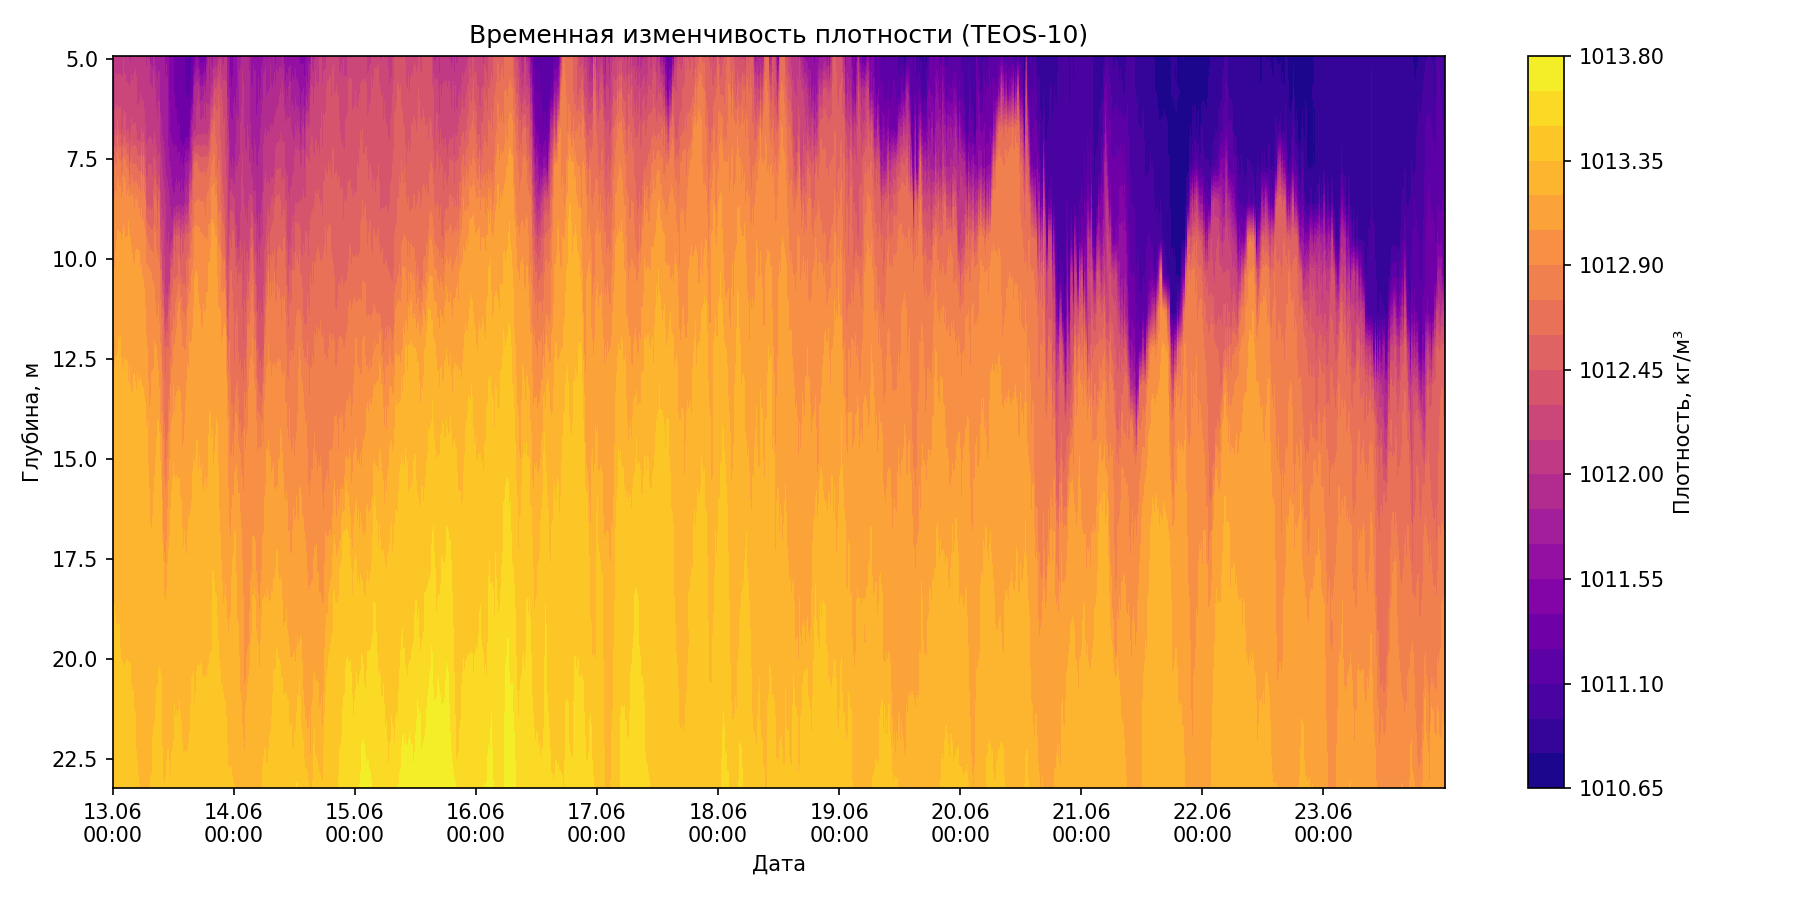 Временная изменчивость плотности (TEOS-10)
5.0
7.5
10.0
12.5
15.0
17.5
20.0
22.5
Глубина, м
13.06 14.06 15.06 16.06 17.06 18.06 19.06 20.06 21.06 22.06 23.06
00:00 00:00 00:00 00:00 00:00 00:00 00:00 00:00 00:00 00:00 00:00
Дата
1013.80
1013.35
1012.90
1012.45
1012.00
1011.55
1011.10
1010.65
Плотность, кг/м³